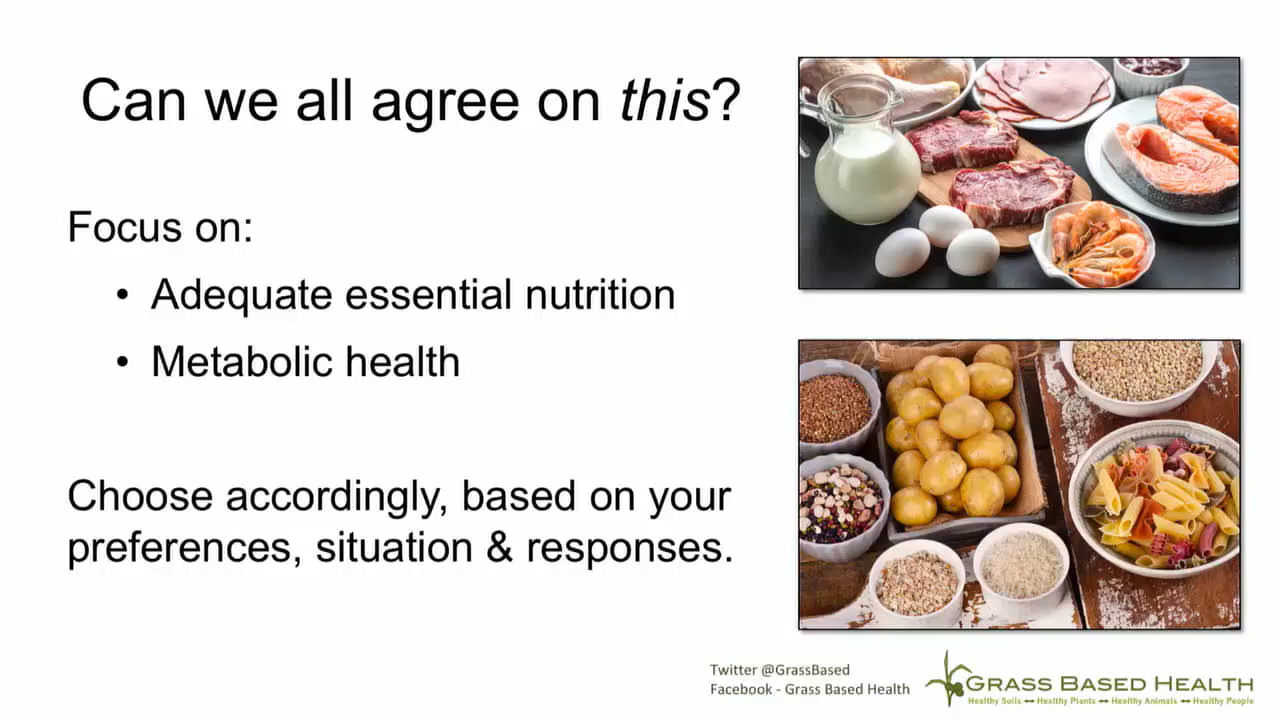 Can we all agree on this?
Focus on:
• Adequate essential nutrition
• Metabolic health
Choose accordingly, based on your
preferences, situation & responses.
Twitter @GrassBased
Facebook - Grass Based Health
GRASS BASED HEALTH
Healthy Soils ↔ Healthy Plants ↔ Healthy Animals ↔ Healthy People